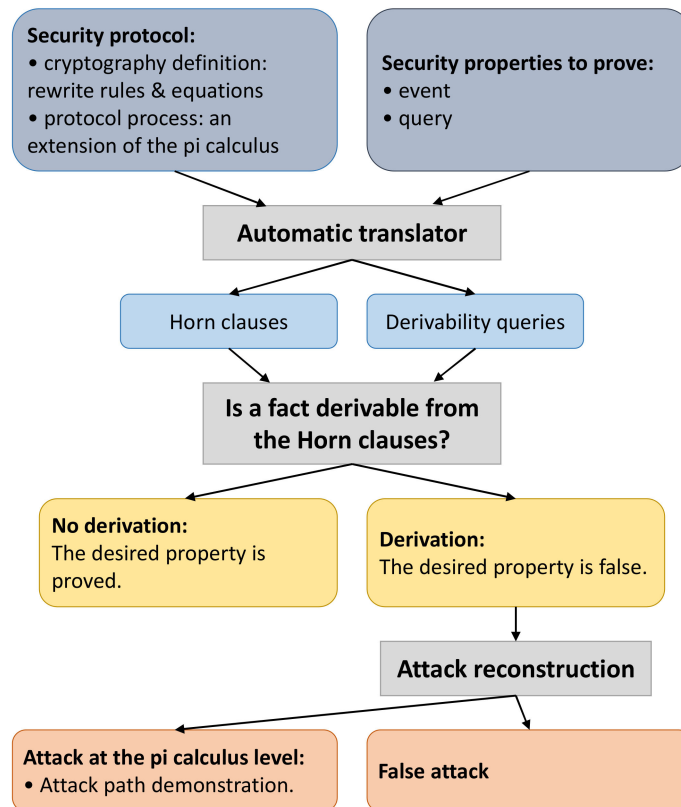 Security protocol:
• cryptography definition:
rewrite rules & equations
• protocol process: an
extension of the pi calculus
Security properties to prove:
• event
• query
Automatic translator
Horn clauses
Derivability queries
Is a fact derivable from
the Horn clauses?
No derivation:
The desired property is
proved.
Derivation:
The desired property is false.
Attack reconstruction
Attack at the pi calculus level:
• Attack path demonstration.
False attack